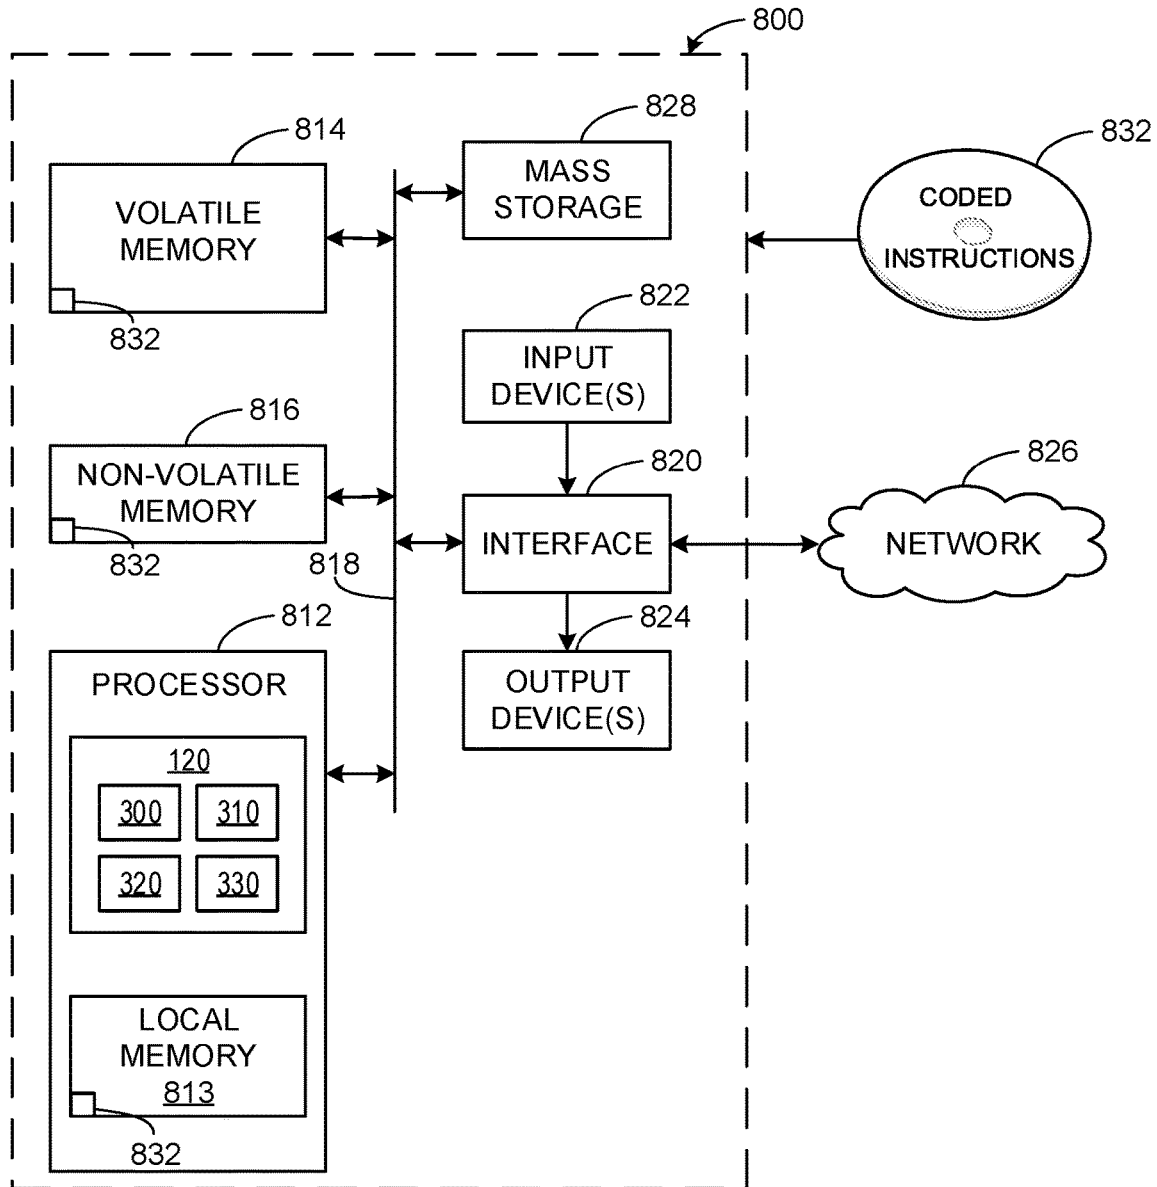 800
814
VOLATILE
MEMORY
832
828
MASS
STORAGE
832
CODED
INSTRUCTIONS
822
INPUT
DEVICE(S)
816
NON-VOLATILE
MEMORY
832
818
820
INTERFACE
826
NETWORK
812
PROCESSOR
120
300 310
320 330
LOCAL
MEMORY
813
832
824
OUTPUT
DEVICE(S)